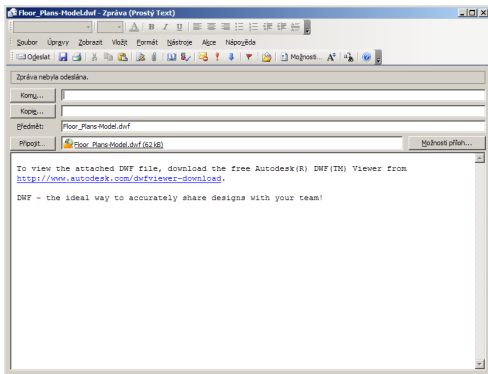 Floor_Plans-Model.dwf - Zpráva (Prostý Text)
A B I U
Soubor Úpravy Zobrazit Vložit Formát Nástroje Akce Nápověda
Odeslat Možnosti...
Zpráva nebyla odeslána.
Komu...
Kopie...
Předmět: Floor_Plans-Model.dwf
Připojit... Floor_Plans-Model.dwf (62 kB) Možnosti příloh...
To view the attached DWF file, download the free Autodesk(R) DWF(TM) Viewer from
http://www.autodesk.com/dwfviewer-download.
DWF - the ideal way to accurately share designs with your team!